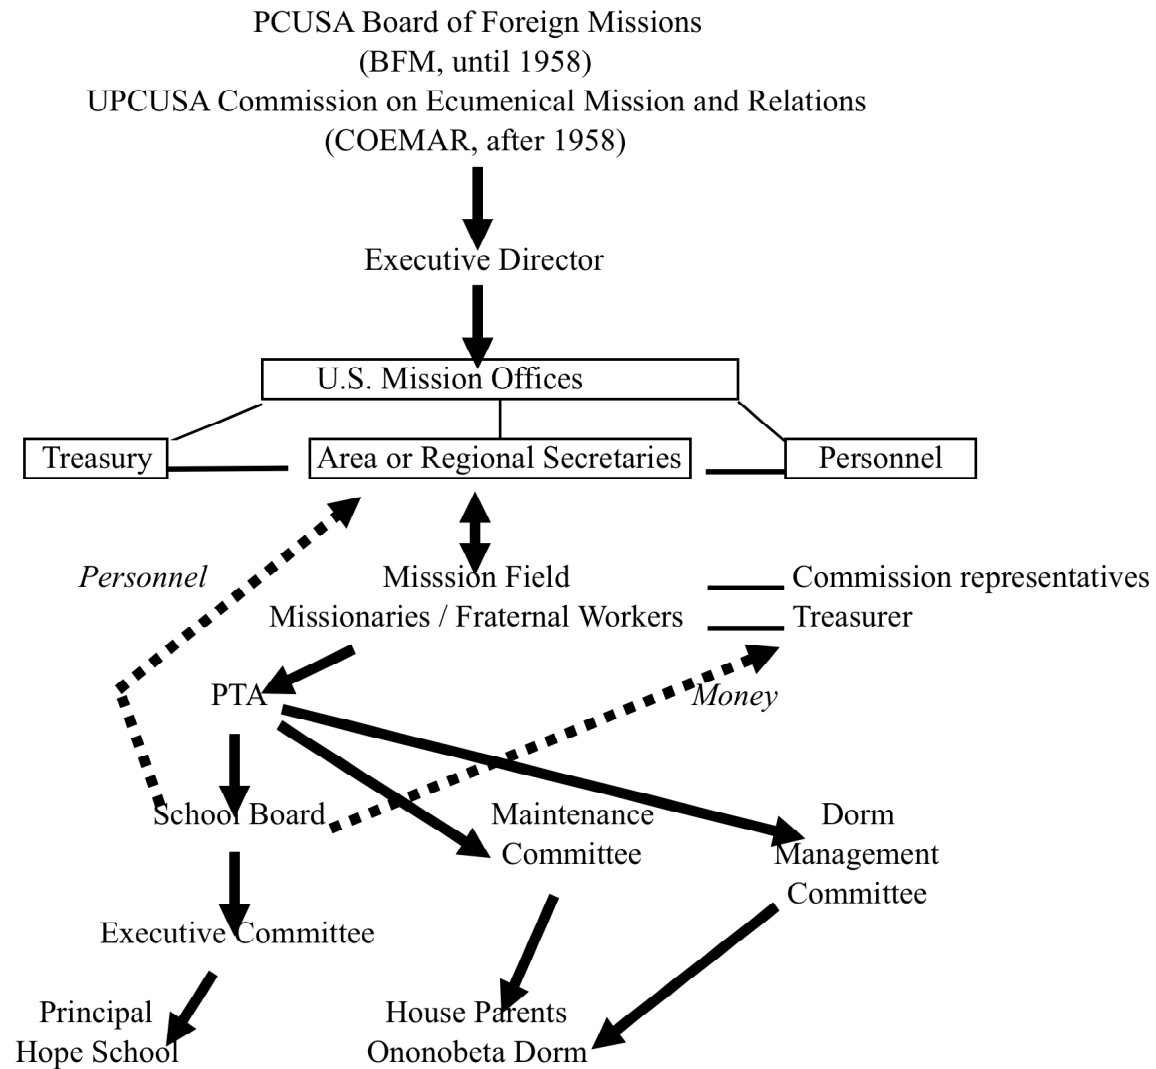 PCUSA Board of Foreign Missions
(BFM, until 1958)
UPCUSA Commission on Ecumenical Mission and Relations
(COEMAR, after 1958)
Executive Director
U.S. Mission Offices
Treasury
Area or Regional Secretaries
Personnel
Personnel
Misssion Field
Commission representatives
Missionaries / Fraternal Workers
Treasurer
PTA
Money
School Board
Maintenance
Committee
Dorm
Management
Committee
Executive Committee
Principal
Hope School
House Parents
Ononobeta Dorm